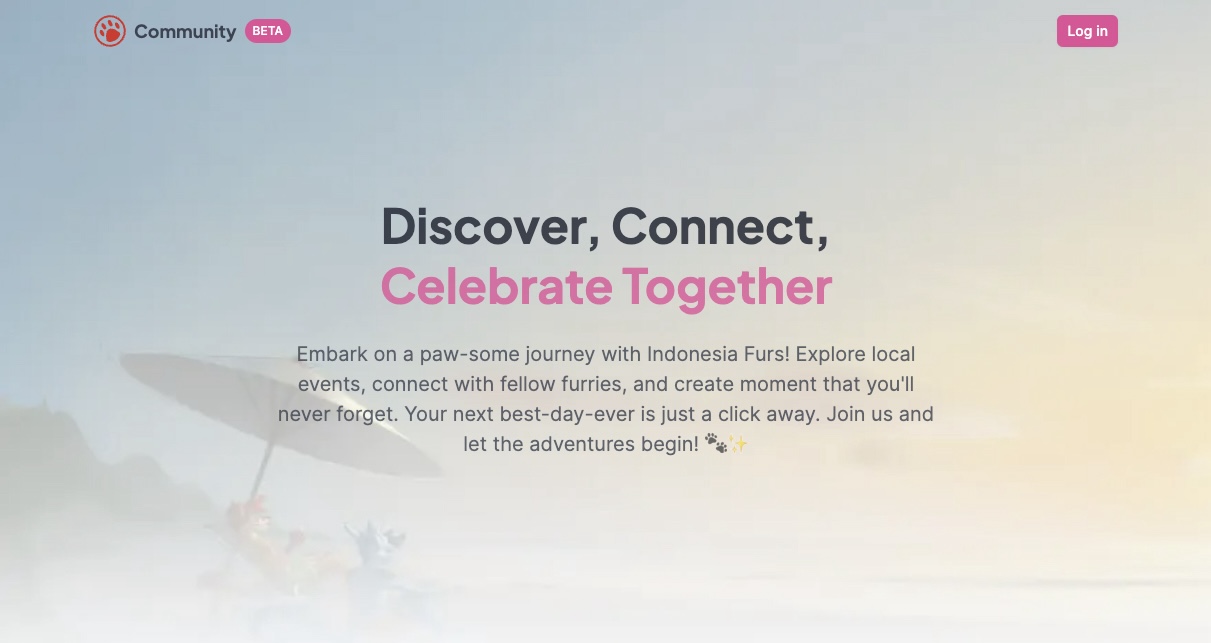 Community BETA
Log in
Discover, Connect,
Celebrate Together
Embark on a paw-some journey with Indonesia Furs! Explore local
events, connect with fellow furries, and create moment that you'll
never forget. Your next best-day-ever is just a click away. Join us and
let the adventures begin! 🐾✨